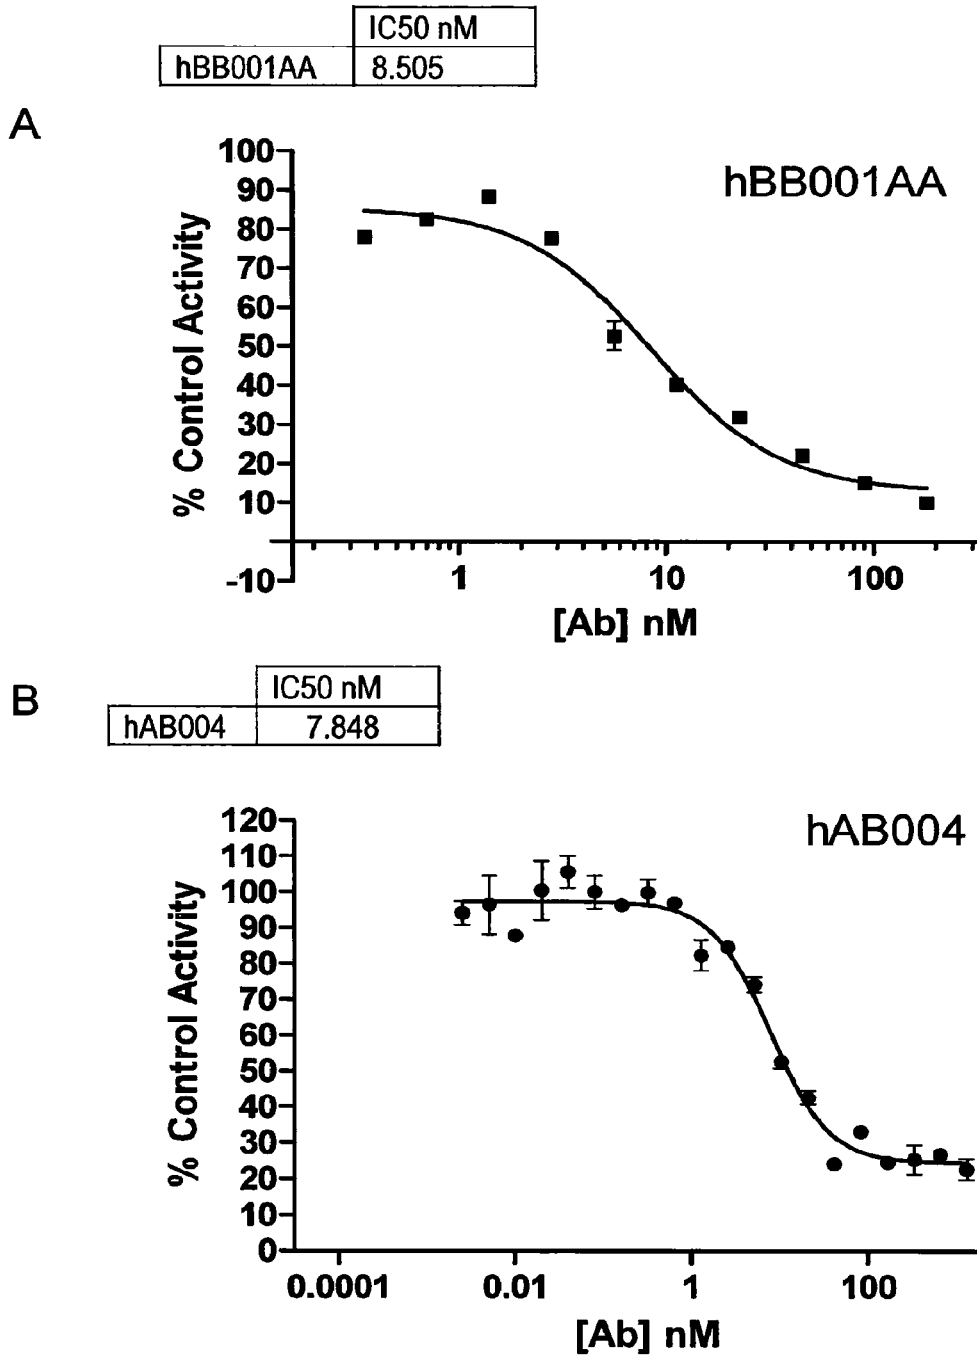 IC50 nM
hBB001AA 8.505
A
hBB001AA
100
90
80
70
60
50
40
30
20
10
-10
% Control Activity
1 10 100
[Ab] nM
B
IC50 nM
hAB004 7.848
hAB004
120
110
100
90
80
70
60
50
40
30
20
10
0
% Control Activity
0.0001 0.01 1 100
[Ab] nM